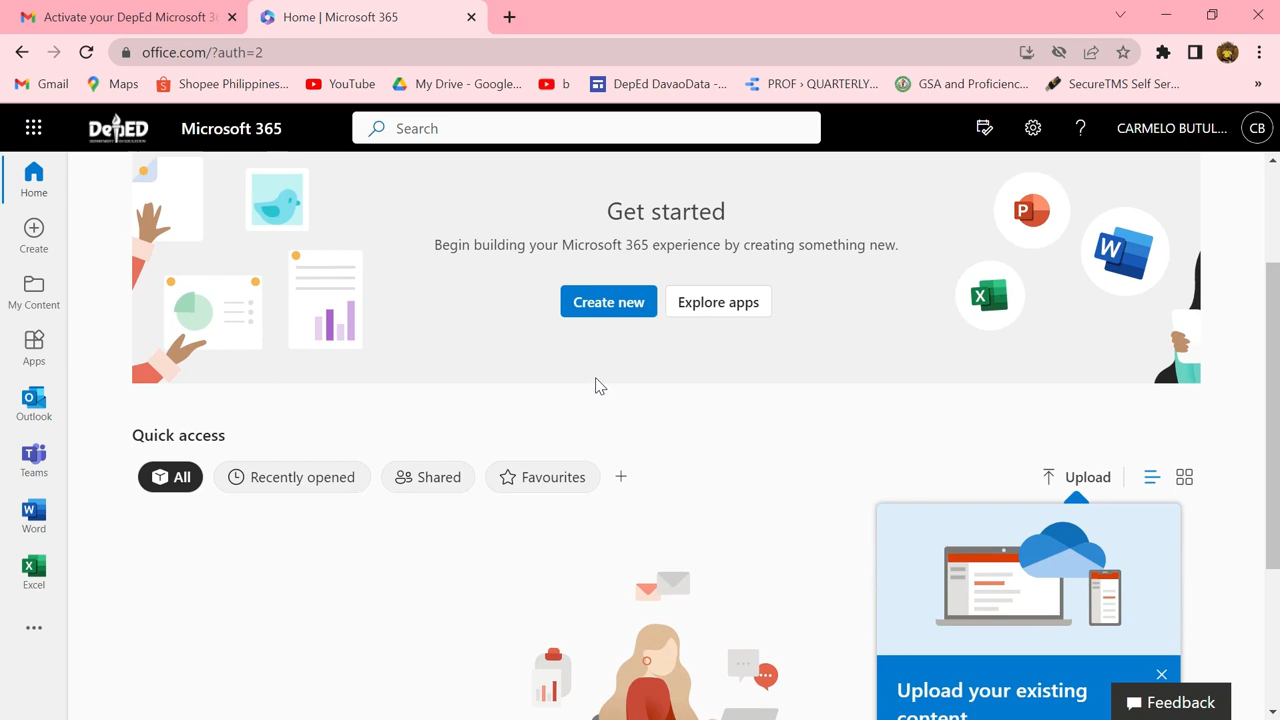 Activate your DepEd Microsoft 3
Home | Microsoft 365
office.com/?auth=2
Gmail
Maps
Shopee Philippines...
YouTube
My Drive - Google...
b
DepEd DavaoData -...
PROF › QUARTERLY...
GSA and Proficienc...
SecureTMS Self Ser...
»
DepED
Microsoft 365
Search
CARMELO BUTUL...
CB
Home
Create
My Content
Apps
Outlook
Teams
Word
Excel
Get started
Begin building your Microsoft 365 experience by creating something new.
Create new
Explore apps
Quick access
All
Recently opened
Shared
Favourites
Upload
Upload your existing
content
Feedback